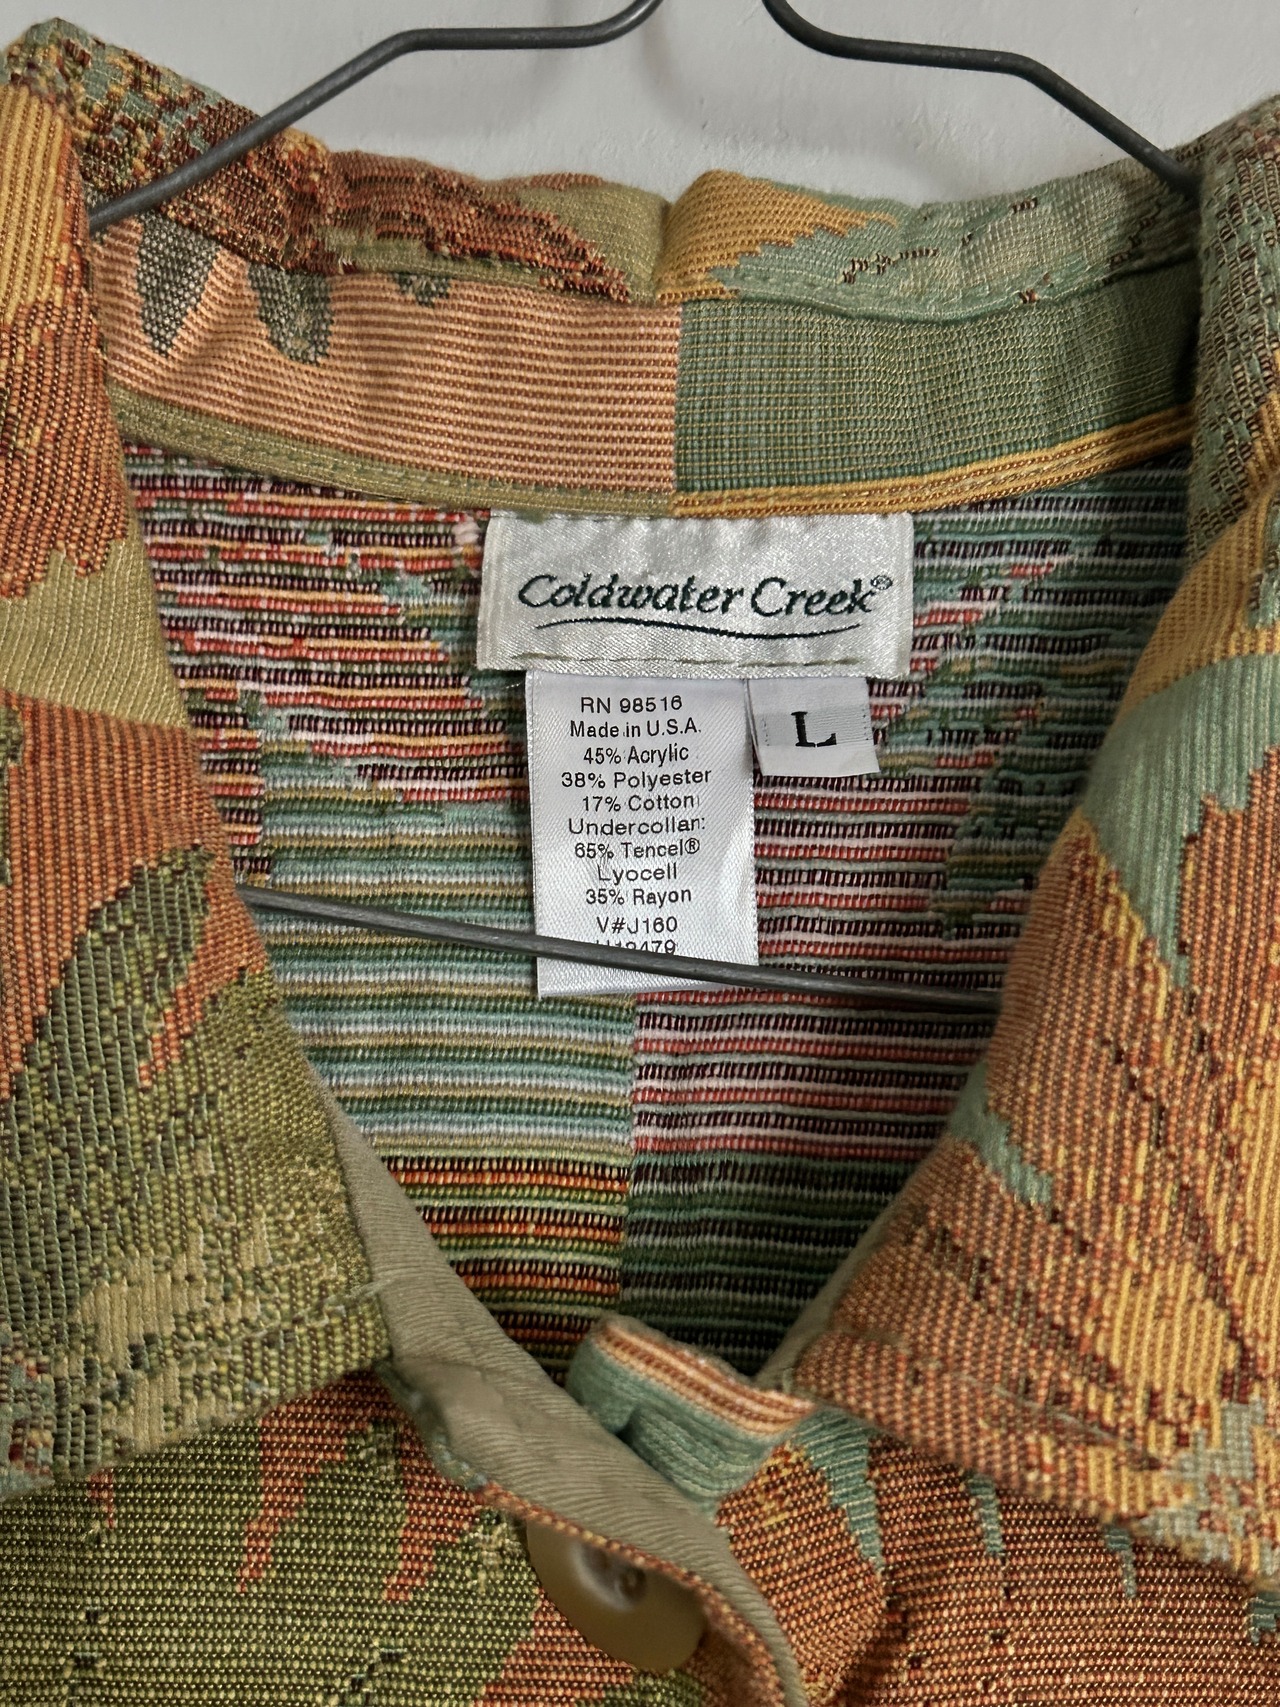 Coldwater Creek®
RN 98516
Made in U.S.A.
45% Acrylic
38% Polyester
17% Cotton
Undercollar:
65% Tencel®
Lyocell
35% Rayon
V#J160
L